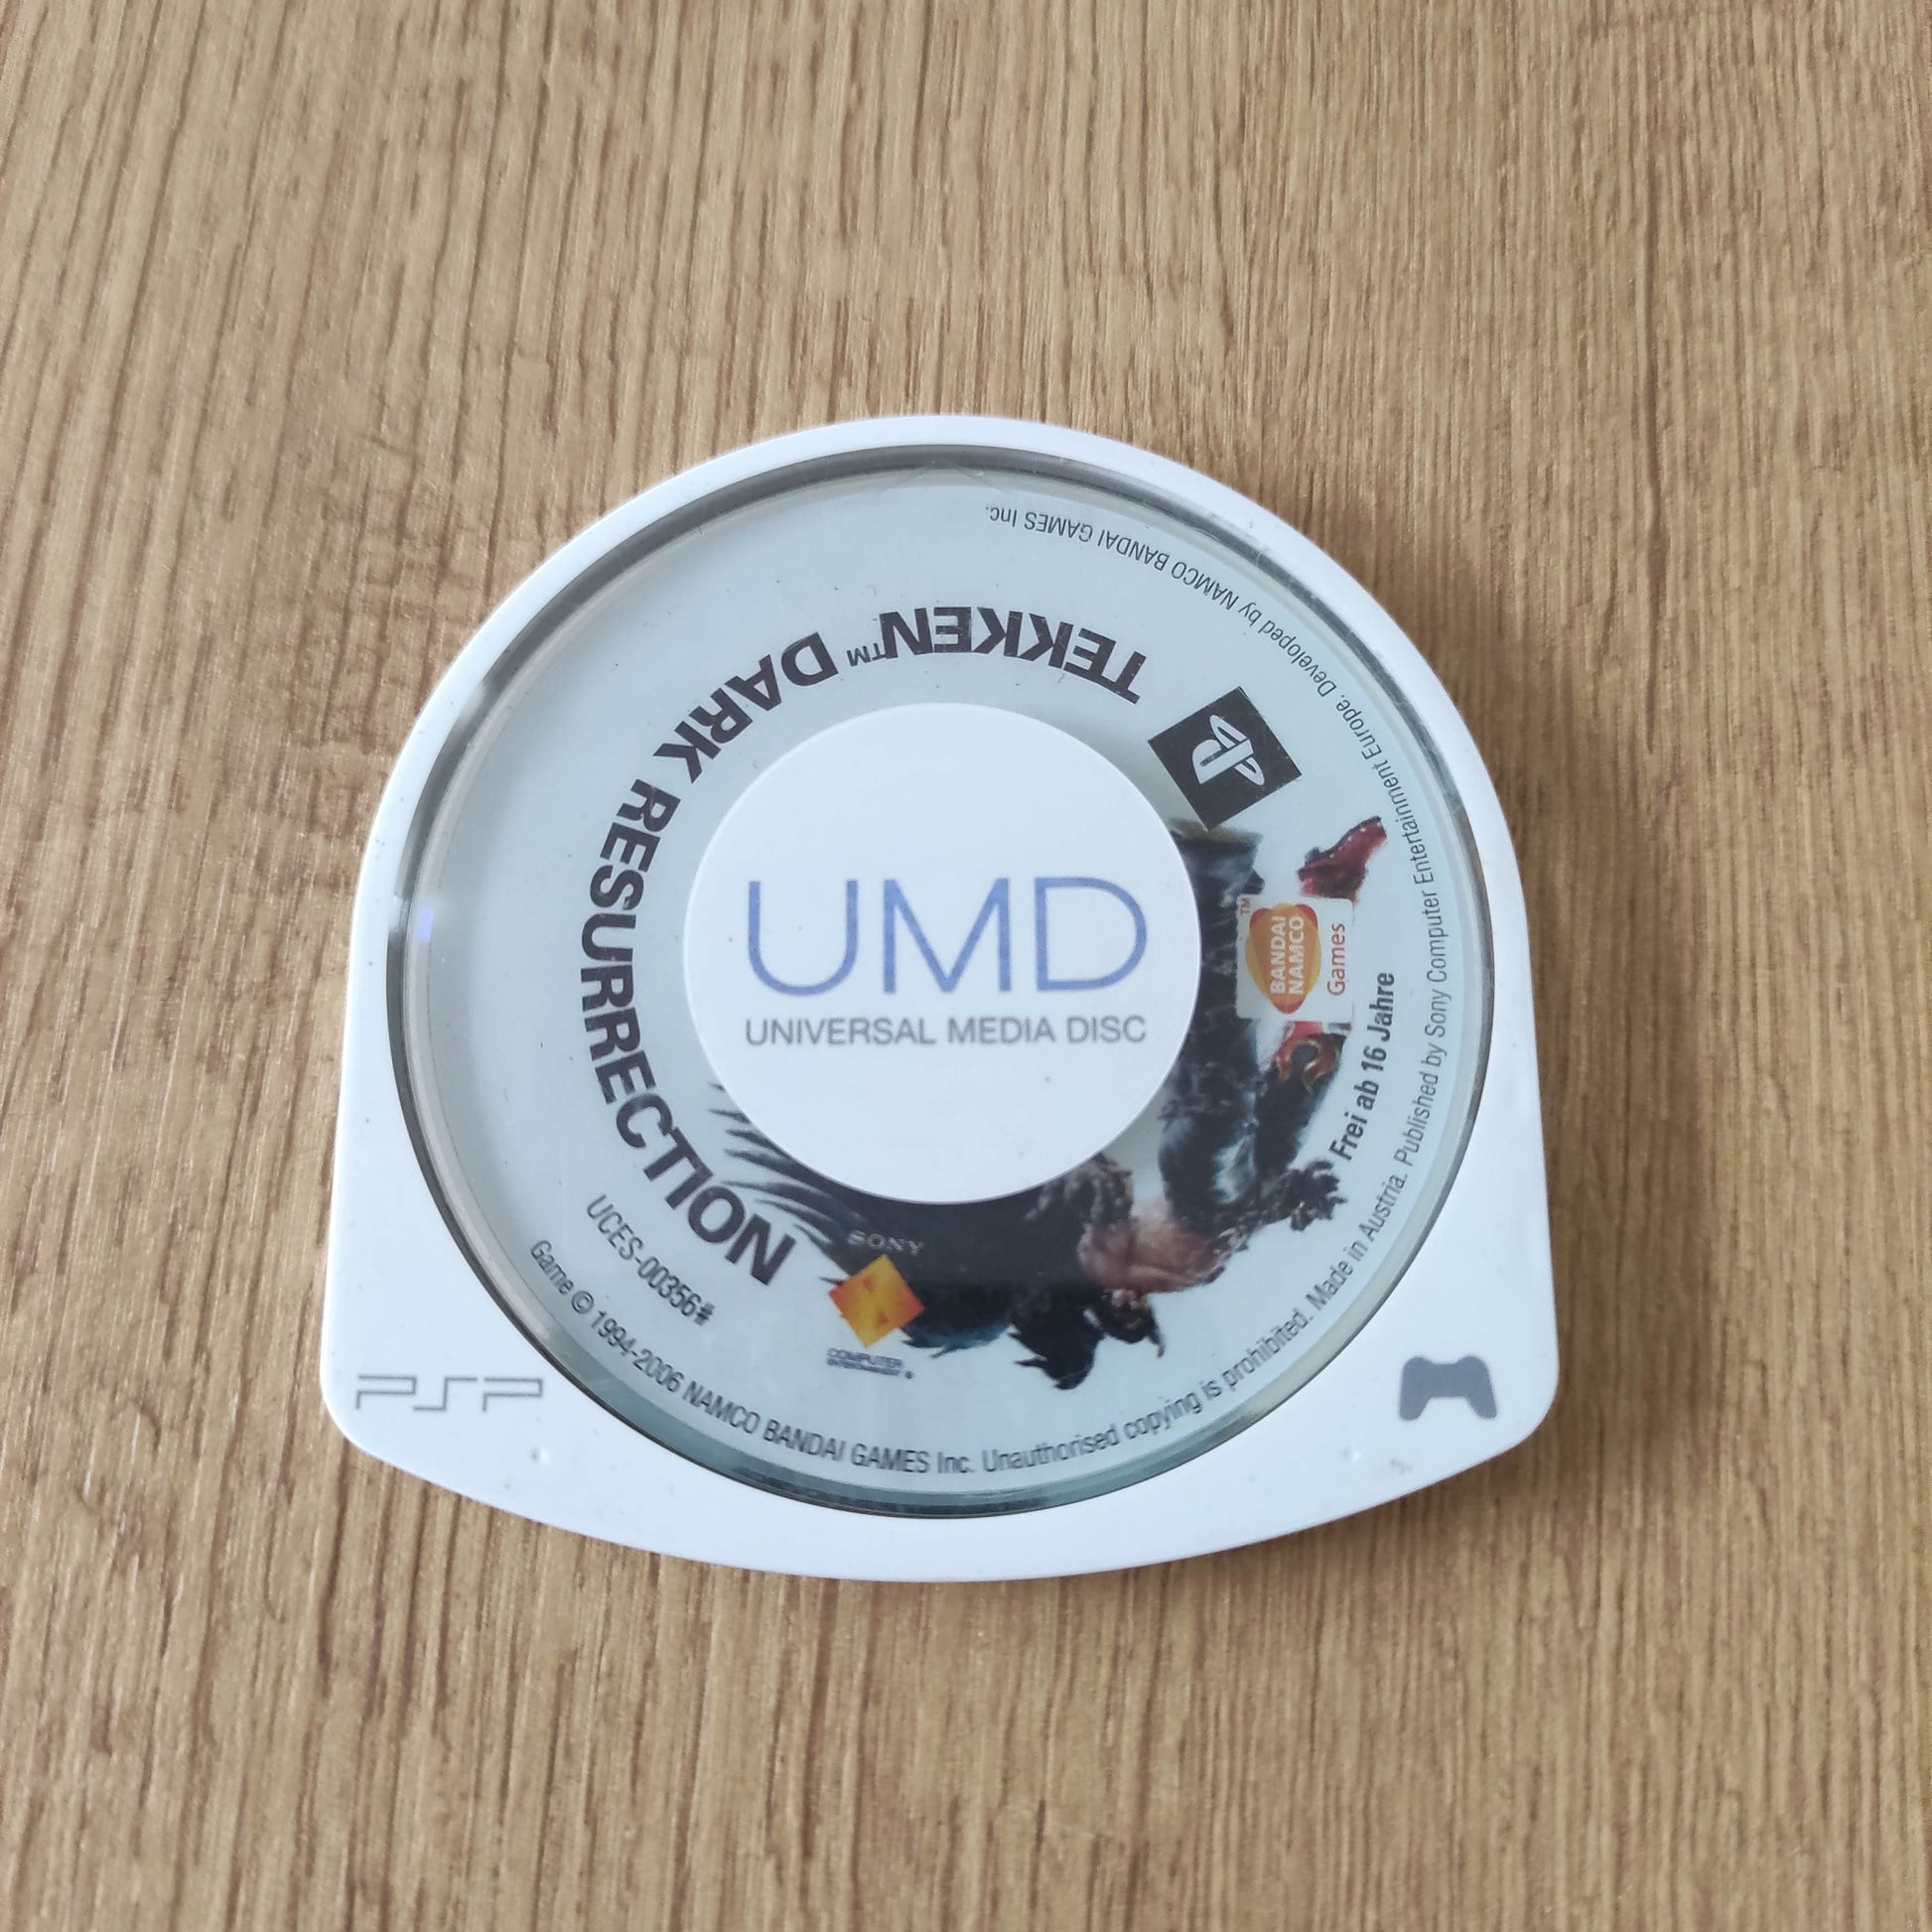 TEKKEN™ DARK RESURRECTION
UMD
UNIVERSAL MEDIA DISC
BANDAI
NAMCO
Games
™
Frei ab 16 Jahre
SONY
COMPUTER
ENTERTAINMENT ®
UCES-00356#
Game © 1994-2006 NAMCO BANDAI GAMES Inc. Unauthorised copying is prohibited. Made in Austria. Published by Sony Computer Entertainment Europe. Developed by NAMCO BANDAI GAMES Inc.
PSP